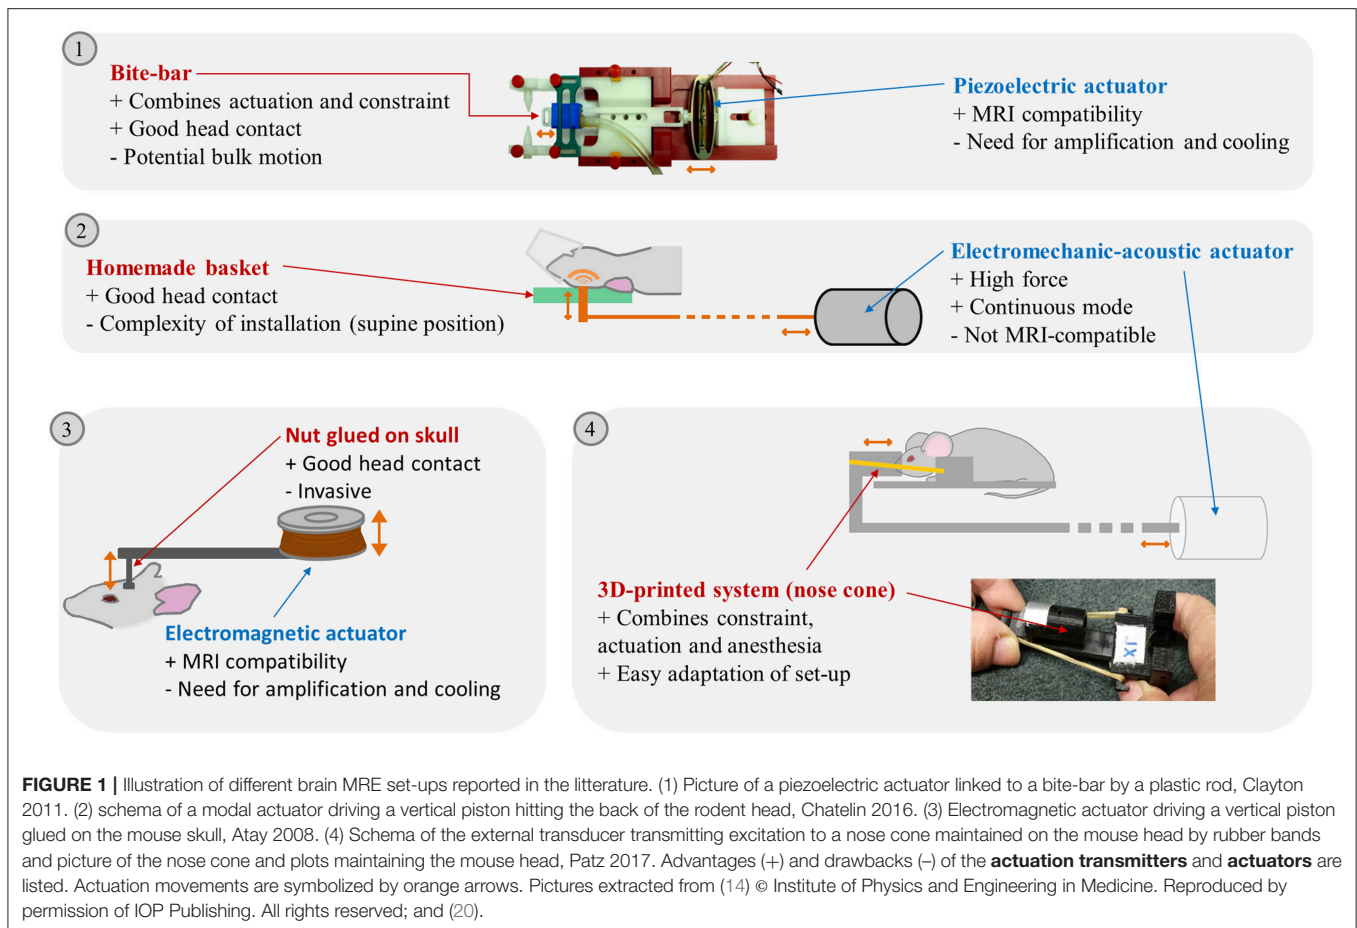 1
Bite-bar
+ Combines actuation and constraint
+ Good head contact
- Potential bulk motion
Piezoelectric actuator
+ MRI compatibility
- Need for amplification and cooling
2
Homemade basket
+ Good head contact
- Complexity of installation (supine position)
Electromechanic-acoustic actuator
+ High force
+ Continuous mode
- Not MRI-compatible
3
Nut glued on skull
+ Good head contact
- Invasive
Electromagnetic actuator
+ MRI compatibility
- Need for amplification and cooling
4
3D-printed system (nose cone)
+ Combines constraint,
actuation and anesthesia
+ Easy adaptation of set-up
JX
FIGURE 1 | Illustration of different brain MRE set-ups reported in the litterature. (1) Picture of a piezoelectric actuator linked to a bite-bar by a plastic rod, Clayton
2011. (2) schema of a modal actuator driving a vertical piston hitting the back of the rodent head, Chatelin 2016. (3) Electromagnetic actuator driving a vertical piston
glued on the mouse skull, Atay 2008. (4) Schema of the external transducer transmitting excitation to a nose cone maintained on the mouse head by rubber bands
and picture of the nose cone and plots maintaining the mouse head, Patz 2017. Advantages (+) and drawbacks (–) of the actuation transmitters and actuators are
listed. Actuation movements are symbolized by orange arrows. Pictures extracted from (14) © Institute of Physics and Engineering in Medicine. Reproduced by
permission of IOP Publishing. All rights reserved; and (20).